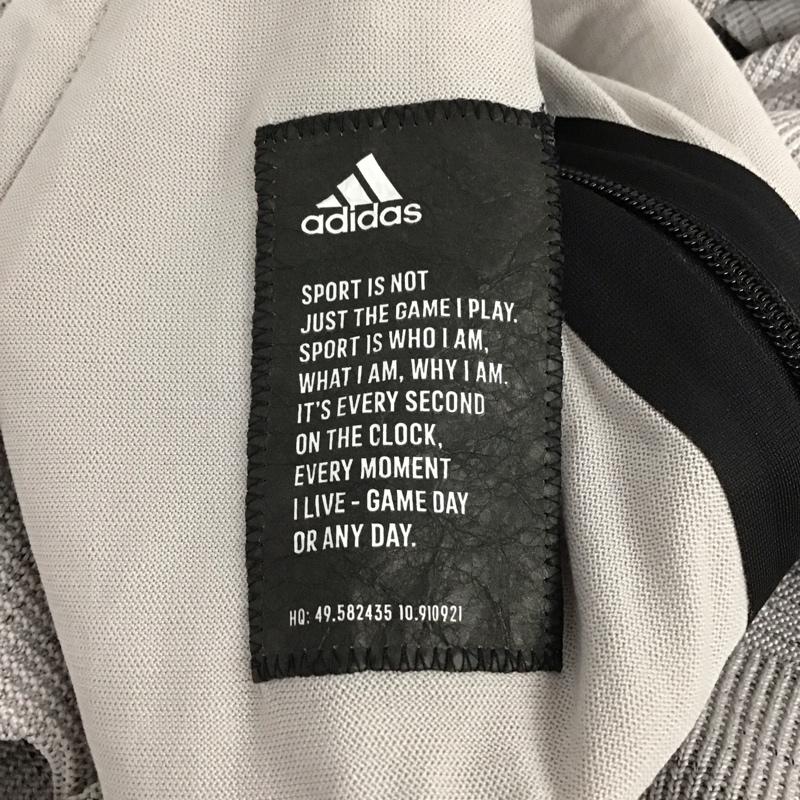 adidas
SPORT IS NOT
JUST THE GAME I PLAY.
SPORT IS WHO I AM,
WHAT I AM, WHY I AM.
IT'S EVERY SECOND
ON THE CLOCK,
EVERY MOMENT
I LIVE - GAME DAY
OR ANY DAY.
HQ: 49.582435 10.910921